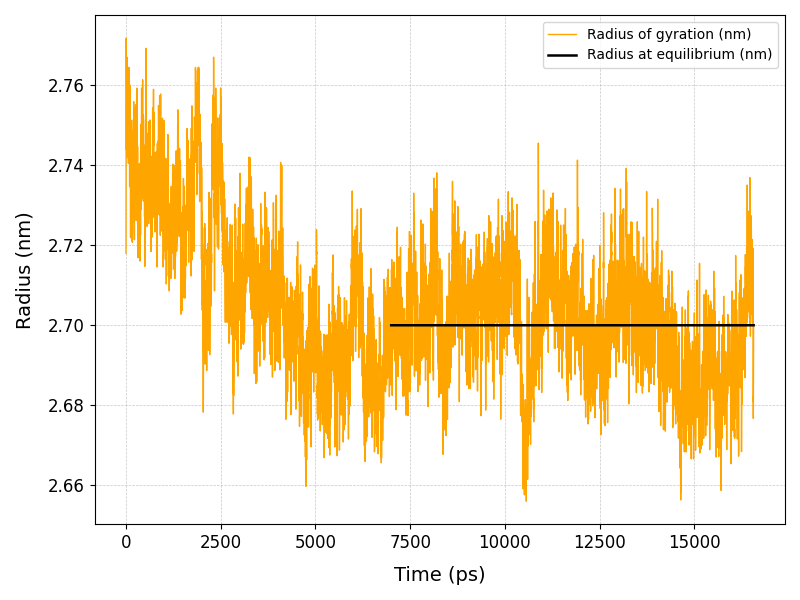 Radius of gyration (nm)
Radius at equilibrium (nm)
2.76
2.74
2.72
2.70
2.68
2.66
Radius (nm)
0 2500 5000 7500 10000 12500 15000
Time (ps)